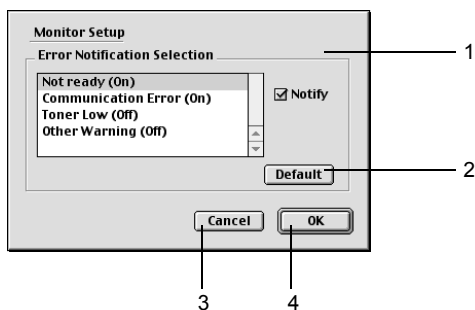 Monitor Setup
Error Notification Selection
1
Not ready (On)
Communication Error (On)
Toner Low (Off)
Other Warning (Off)
Notify
Default
2
Cancel
OK
3
4